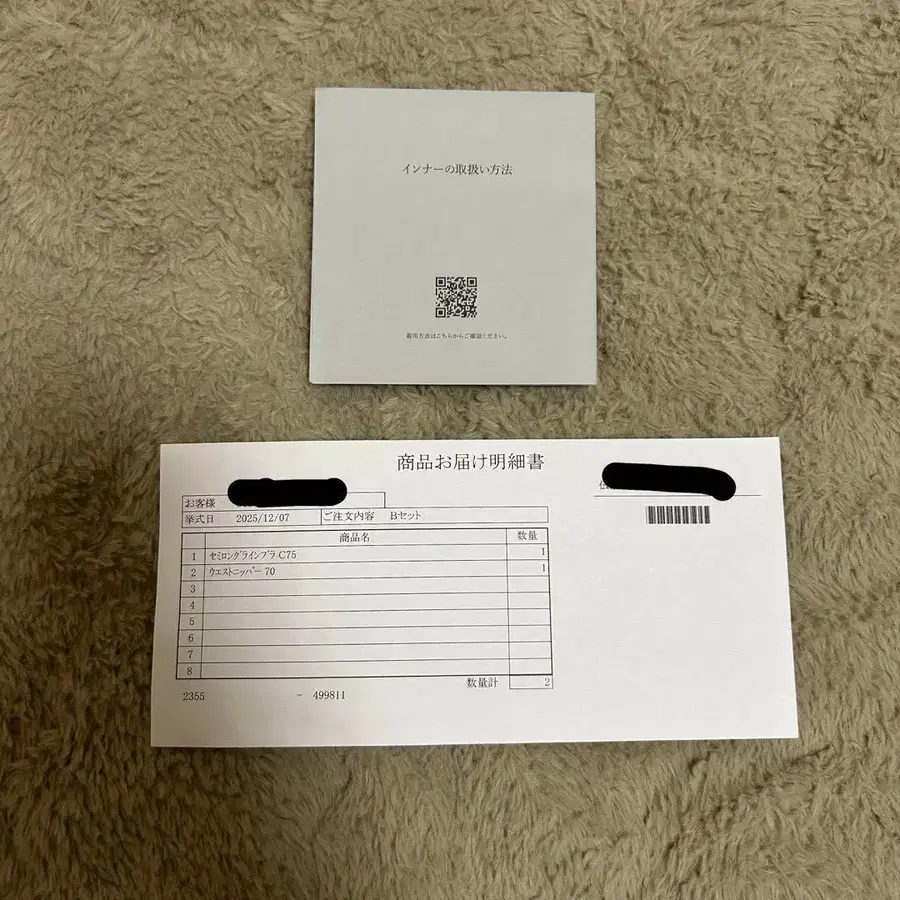 インナーの取扱い方法
着用方法はこちらからご確認ください。
商品お届け明細書
お客様
挙式日 2025/12/07 ご注文内容 Bセット
商品名 数量
1 セミロングラインブラ C75 1
2 ウエストニッパー 70 1
3
4
5
6
7
8
数量計 2
2355 - 499811